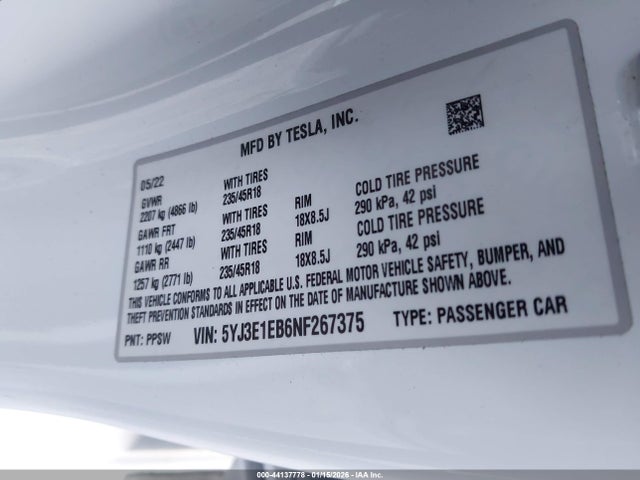 MFD BY TESLA, INC.
05/22
GVWR WITH TIRES
2207 kg (4866 lb) 235/45R18 RIM COLD TIRE PRESSURE
GAWR FRT WITH TIRES 18X8.5J 290 kPa, 42 psi
1110 kg (2447 lb) 235/45R18 RIM COLD TIRE PRESSURE
GAWR RR WITH TIRES 18X8.5J 290 kPa, 42 psi
1257 kg (2771 lb) 235/45R18
THIS VEHICLE CONFORMS TO ALL APPLICABLE U.S. FEDERAL MOTOR VEHICLE SAFETY, BUMPER, AND
THEFT PREVENTION STANDARDS IN EFFECT ON THE DATE OF MANUFACTURE SHOWN ABOVE.
PNT: PPSW VIN: 5YJ3E1EB6NF267375 TYPE: PASSENGER CAR
000-44137778 - 01/15/2026 - IAA Inc.